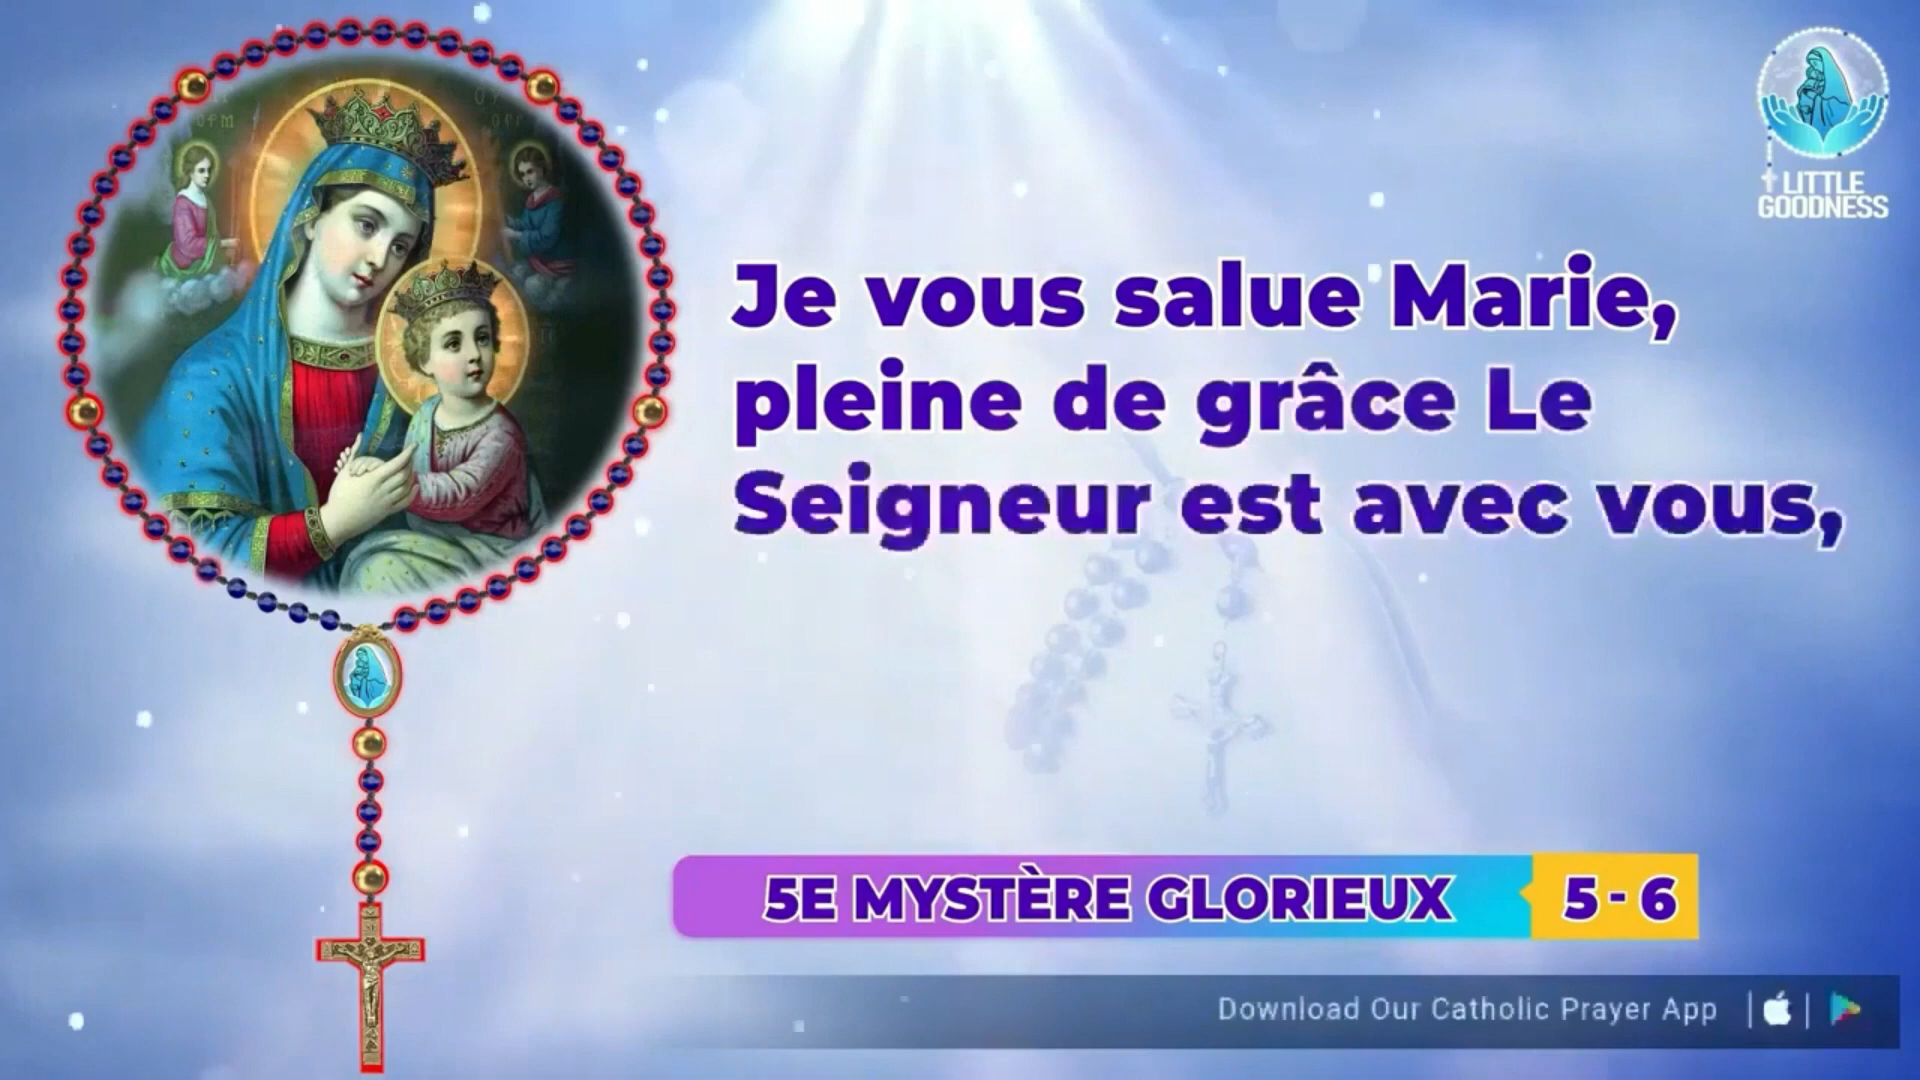 LITTLE
GOODNESS
Je vous salue Marie,
pleine de grâce Le
Seigneur est avec vous,
5E MYSTÈRE GLORIEUX 5 - 6
Download Our Catholic Prayer App